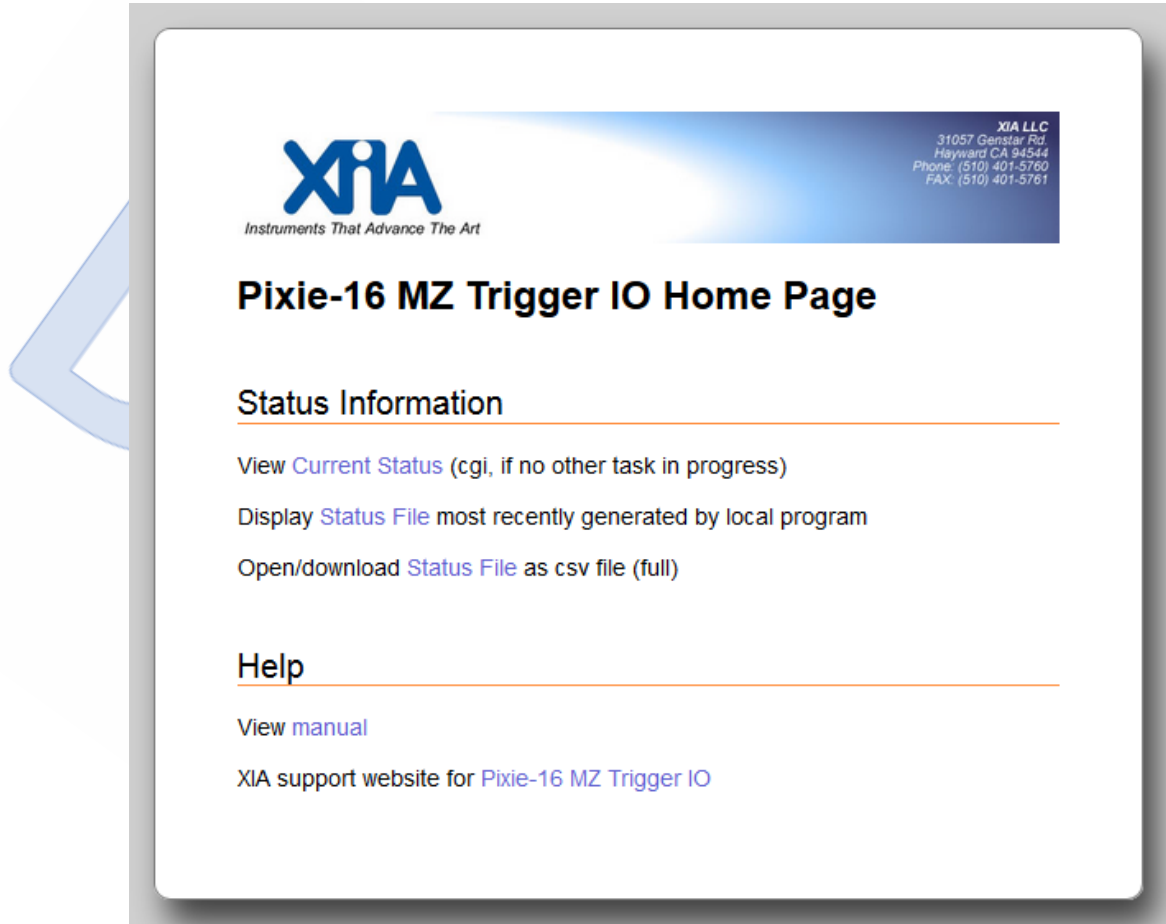 XIA
Instruments That Advance The Art
XIA LLC
31057 Genstar Rd.
Hayward CA 94544
Phone: (510) 401-5760
FAX: (510) 401-5761
Pixie-16 MZ Trigger IO Home Page
Status Information
View Current Status (cgi, if no other task in progress)
Display Status File most recently generated by local program
Open/download Status File as csv file (full)
Help
View manual
XIA support website for Pixie-16 MZ Trigger IO